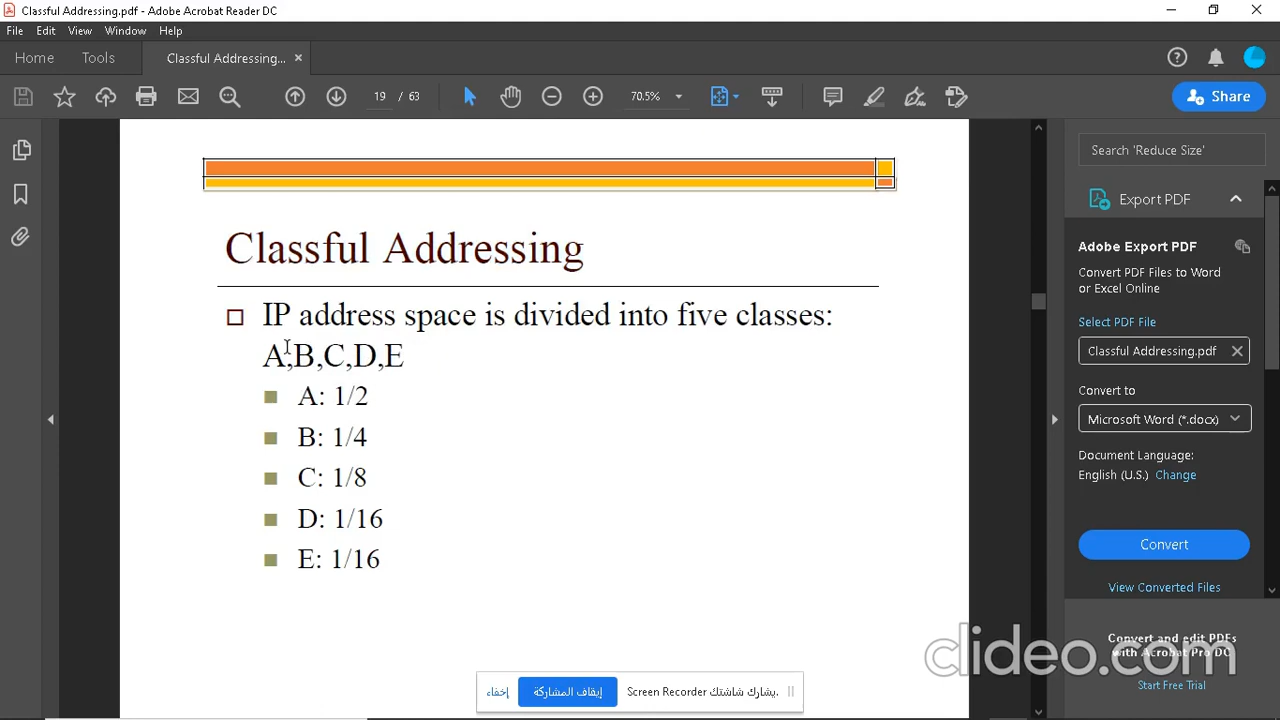 Classful Addressing.pdf - Adobe Acrobat Reader DC
File Edit View Window Help
Home Tools Classful Addressing... ×
19 / 63 70.5% Share
Search 'Reduce Size'
Export PDF
Adobe Export PDF
Convert PDF Files to Word
or Excel Online
Select PDF File
Classful Addressing.pdf
Convert to
Microsoft Word (*.docx)
Document Language:
English (U.S.) Change
Convert
View Converted Files
Convert and edit PDFs
with Acrobat Pro DC
Start Free Trial
Classful Addressing
IP address space is divided into five classes:
A,B,C,D,E
A: 1/2
B: 1/4
C: 1/8
D: 1/16
E: 1/16
clideo.com
يشارك شاشتك Screen Recorder. إيقاف المشاركة إخفاء